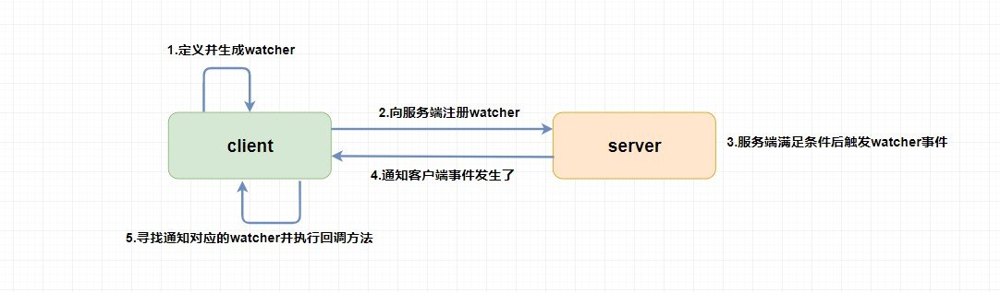 1.定义并生成watcher
2.向服务端注册watcher
client
server
3.服务端满足条件后触发watcher事件
4.通知客户端事件发生了
5.寻找通知对应的watcher并执行回调方法